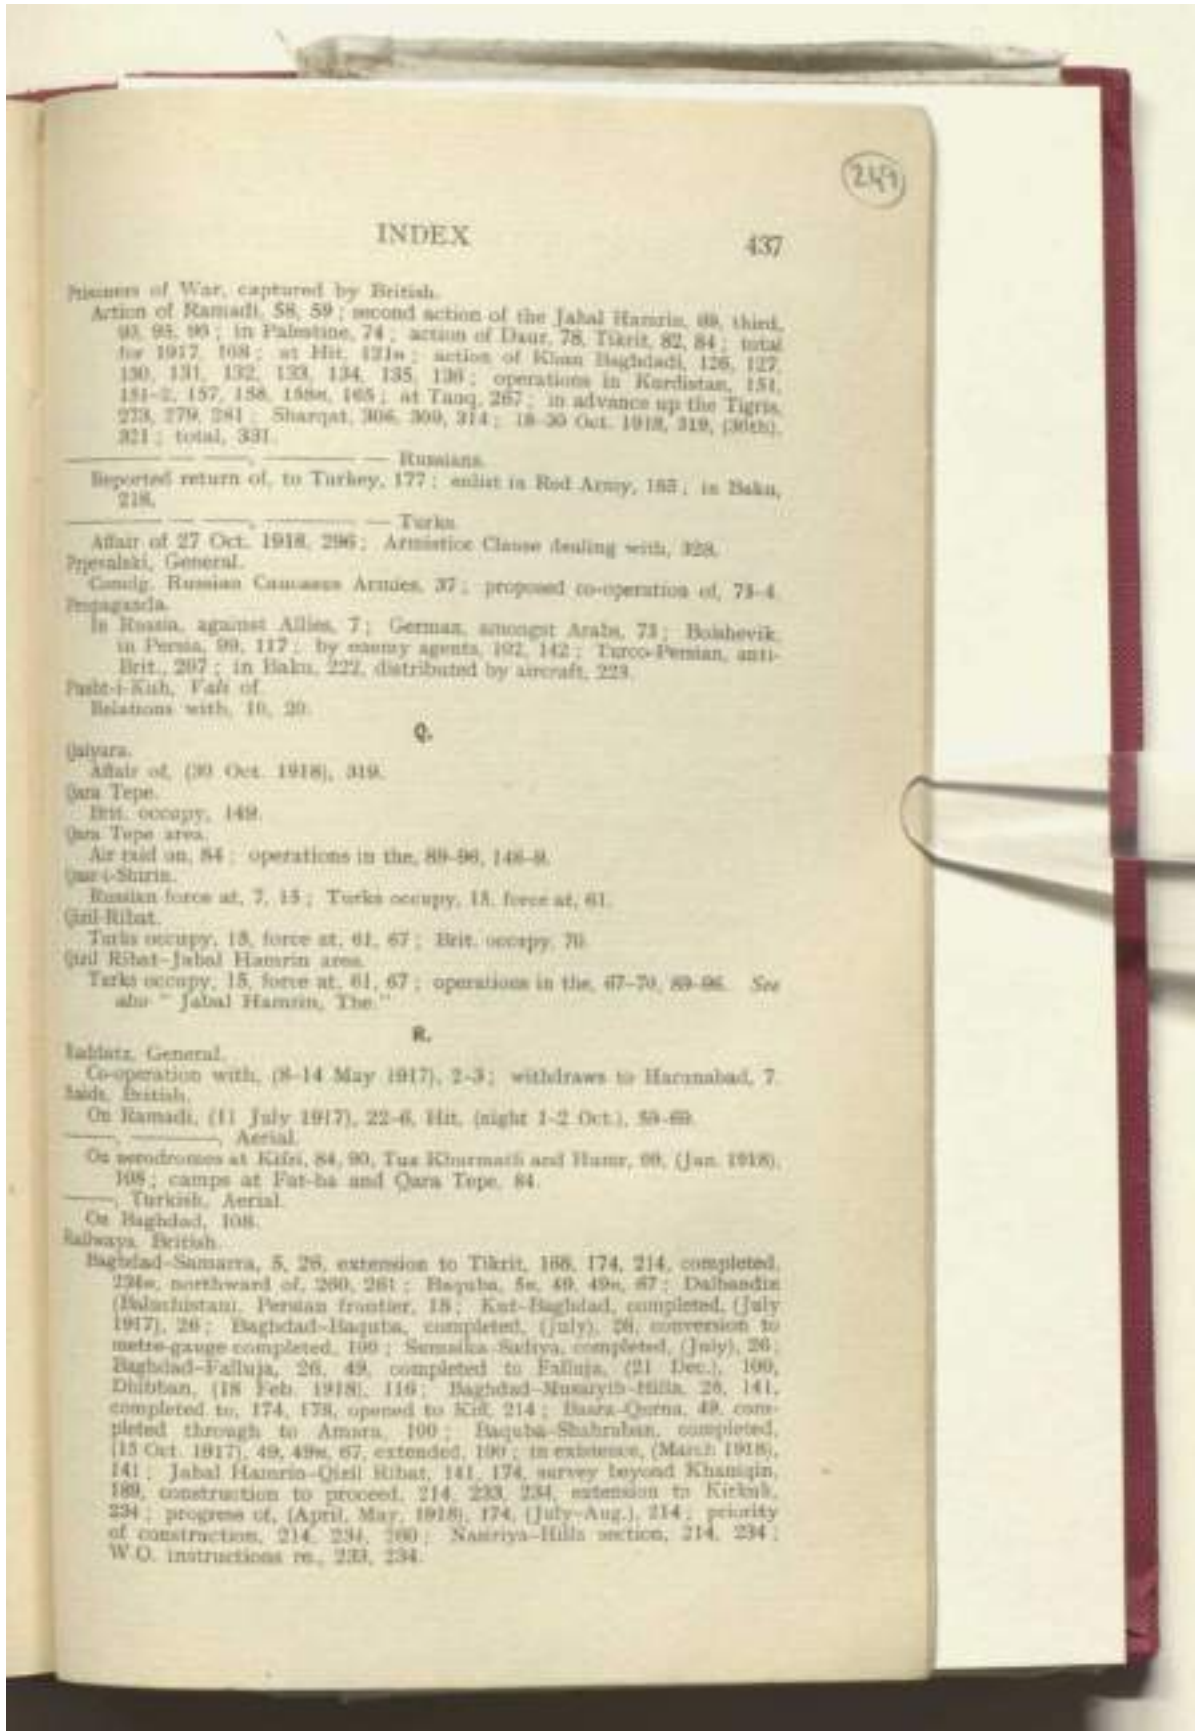 249
INDEX
437
Prisoners of War, captured by British.
Action of Ramadi, 58, 59; second action of the Jabal Hamrin, 69, third,
93, 95, 96; in Palestine, 74; action of Daur, 78, Tikrit, 82, 84; total
for 1917, 108; at Hit, 121n; action of Khan Baghdadi, 126, 127,
130, 131, 132, 133, 134, 135, 136; operations in Kurdistan, 151,
151-2, 157, 158, 158n, 165; at Tauq, 267; in advance up the Tigris,
273, 279, 281; Sharqat, 306, 309, 314; 18-30 Oct. 1918, 319, (30th),
321; total, 331.
——— — ———, ——— — Russians.
Reported return of, to Turkey, 177; enlist in Red Army, 185; in Baku,
218.
——— — ———, ——— — Turks.
Affair of 27 Oct. 1918, 296; Armistice Clause dealing with, 328.
Prjevalski, General.
Comdg. Russian Caucasus Armies, 37; proposed co-operation of, 73-4.
Propaganda.
In Russia, against Allies, 7; German, amongst Arabs, 73; Bolshevik,
in Persia, 99, 117; by enemy agents, 102, 142; Turco-Persian, anti-
Brit., 207; in Baku, 222, distributed by aircraft, 223.
Pusht-i-Kuh, Vali of.
Relations with, 10, 20.
Q.
Qaiyara.
Affair of, (30 Oct. 1918), 319.
Qara Tepe.
Brit. occupy, 149.
Qara Tepe area.
Air raid on, 84; operations in the, 89-96, 146-9.
Qasr-i-Shirin.
Russian force at, 7, 15; Turks occupy, 15, force at, 61.
Qizil Ribat.
Turks occupy, 15, force at, 61, 67; Brit. occupy, 70.
Qizil Ribat-Jabal Hamrin area.
Turks occupy, 15, force at, 61, 67; operations in the, 67-70, 89-96. See
also "Jabal Hamrin, The."
R.
Raddatz, General.
Co-operation with, (8-14 May 1917), 2-3; withdraws to Harunabad, 7.
Raids, British.
On Ramadi, (11 July 1917), 22-6, Hit, (night 1-2 Oct.), 59-60.
———, ———, Aerial.
On aerodromes at Kifri, 84, 90, Tuz Khurmatli and Humr, 99, (Jan. 1918),
108; camps at Fat-ha and Qara Tepe, 84.
———, Turkish, Aerial.
On Baghdad, 108.
Railways, British.
Baghdad-Samarra, 5, 26, extension to Tikrit, 168, 174, 214, completed,
234n, northward of, 260, 261; Baquba, 5n, 49, 49n, 67; Dalbandin
(Baluchistan), Persian frontier, 18; Kut-Baghdad, completed, (July
1917), 26; Baghdad-Baquba, completed, (July), 26, conversion to
metre-gauge completed, 100; Sumaika-Sadiya, completed, (July), 26;
Baghdad-Falluja, 26, 49, completed to Falluja, (21 Dec.), 100,
Dhibban, (18 Feb. 1918), 116; Baghdad-Musaiyib-Hilla, 26, 141,
completed to, 174, 178, opened to Kifl, 214; Basra-Qurna, 49, com-
pleted through to Amara, 100; Baquba-Shahraban, completed,
(15 Oct. 1917), 49, 49n, 67, extended, 100; in existence, (March 1918),
141; Jabal Hamrin-Qizil Ribat, 141, 174, survey beyond Khaniqin,
189, construction to proceed, 214, 233, 234, extension to Kirkuk,
234; progress of, (April, May, 1918), 174, (July-Aug.), 214; priority
of construction, 214, 234, 260; Nasiriya-Hilla section, 214, 234;
W.O. instructions re., 233, 234.